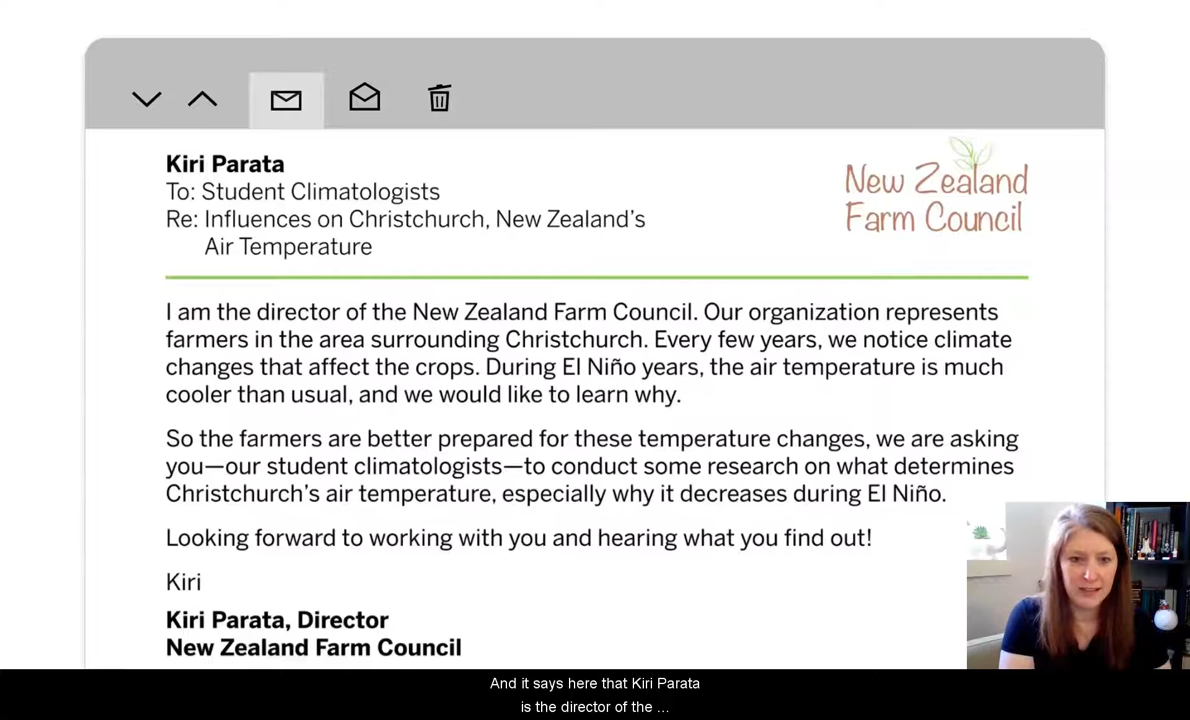 Kiri Parata
To: Student Climatologists
Re: Influences on Christchurch, New Zealand's
Air Temperature
New Zealand
Farm Council
I am the director of the New Zealand Farm Council. Our organization represents
farmers in the area surrounding Christchurch. Every few years, we notice climate
changes that affect the crops. During El Niño years, the air temperature is much
cooler than usual, and we would like to learn why.
So the farmers are better prepared for these temperature changes, we are asking
you—our student climatologists—to conduct some research on what determines
Christchurch's air temperature, especially why it decreases during El Niño.
Looking forward to working with you and hearing what you find out!
Kiri
Kiri Parata, Director
New Zealand Farm Council
And it says here that Kiri Parata
is the director of the ...